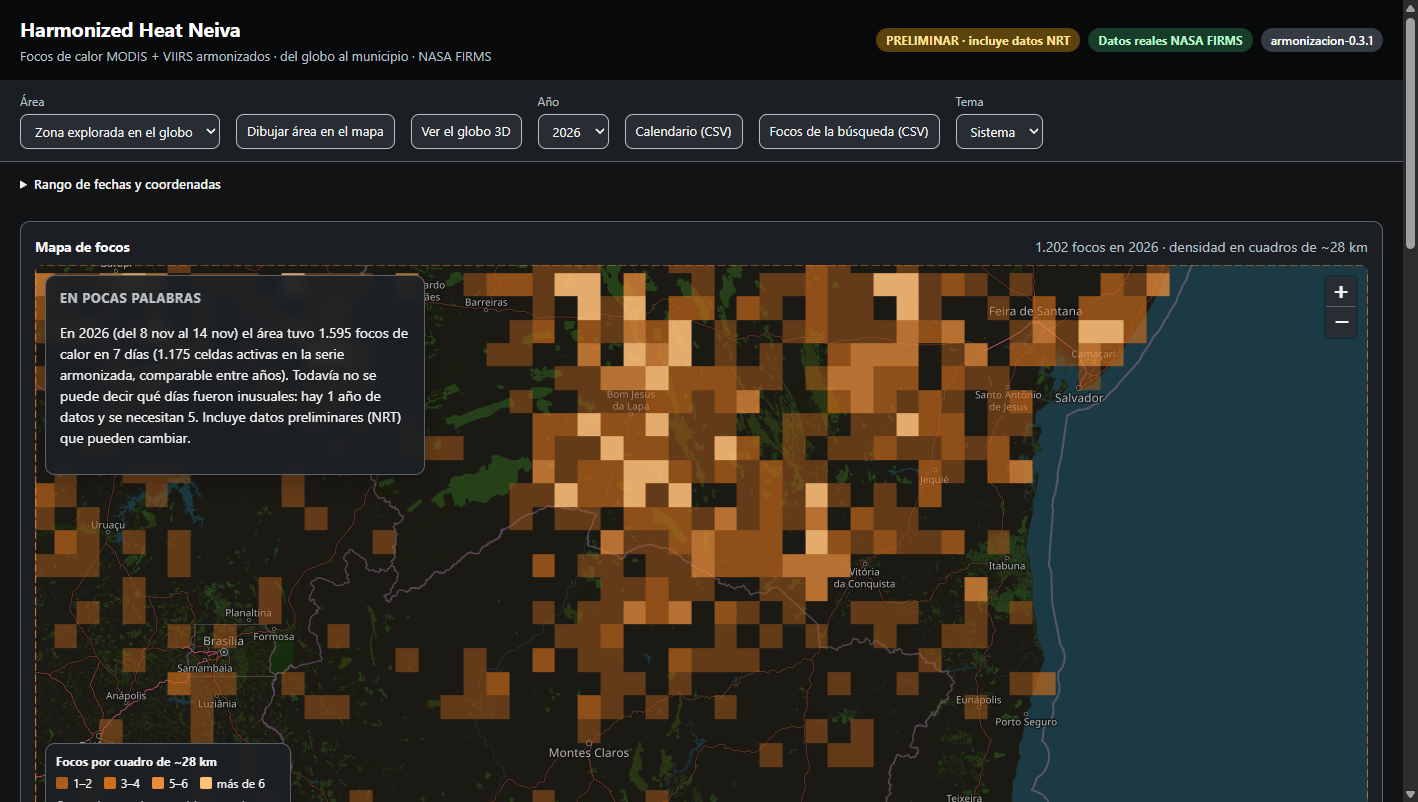 Harmonized Heat Neiva
Focos de calor MODIS + VIIRS armonizados · del globo al municipio · NASA FIRMS
PRELIMINAR · incluye datos NRT
Datos reales NASA FIRMS
armonizacion-0.3.1
Área
Zona explorada en el globo
Dibujar área en el mapa
Ver el globo 3D
Año
2026
Calendario (CSV)
Focos de la búsqueda (CSV)
Tema
Sistema
Rango de fechas y coordenadas
Mapa de focos
1.202 focos en 2026 · densidad en cuadros de ~28 km
EN POCAS PALABRAS
En 2026 (del 8 nov al 14 nov) el área tuvo 1.595 focos de
calor en 7 días (1.175 celdas activas en la serie
armonizada, comparable entre años). Todavía no se
puede decir qué días fueron inusuales: hay 1 año de
datos y se necesitan 5. Incluye datos preliminares (NRT)
que pueden cambiar.
+
−
Barreiras
Feira de Santana
Camaçari
Bom Jesus
da Lapa
Santo Antônio
de Jesus
Salvador
Jequié
Uruaçu
Itabuna
Vitória
da Conquista
Planaltina
Brasília
Formosa
Samambaia
Anápolis
Luziânia
Eunápolis
Porto Seguro
Montes Claros
Teixeira
Focos por cuadro de ~28 km
1–2
3–4
5–6
más de 6